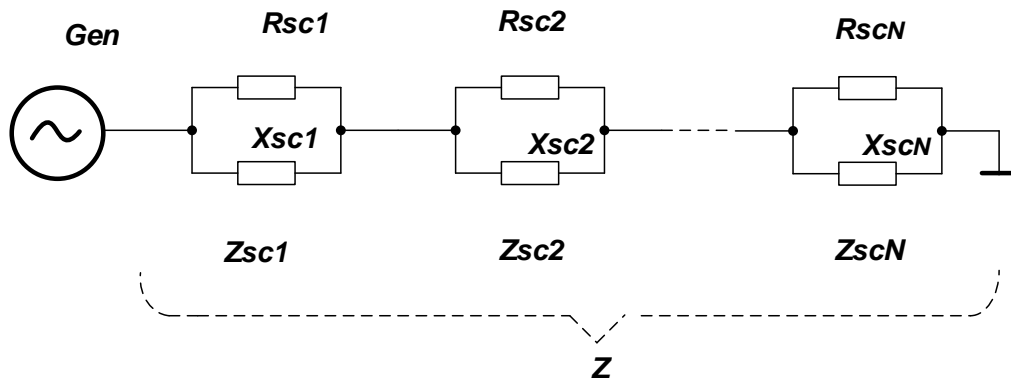 Gen
Rsc1
Rsc2
RscN
Xsc1
Xsc2
XscN
Zsc1
Zsc2
ZscN
Z